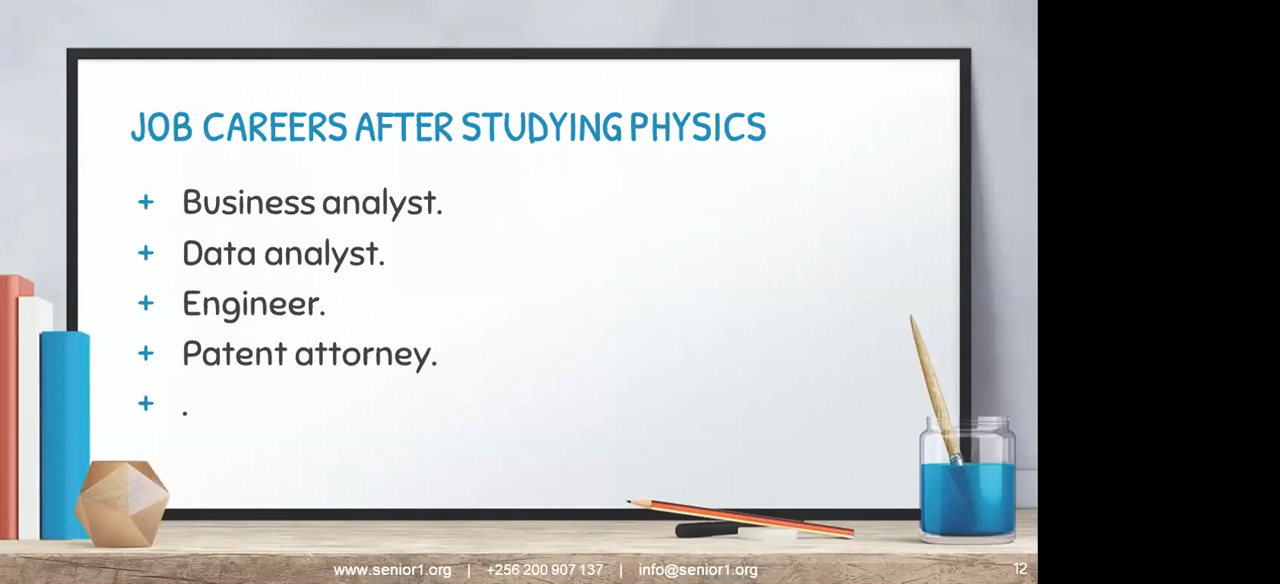 JOB CAREERS AFTER STUDYING PHYSICS
+ Business analyst.
+ Data analyst.
+ Engineer.
+ Patent attorney.
+ .
www.senior1.org | +256 200 907 137 | info@senior1.org
12